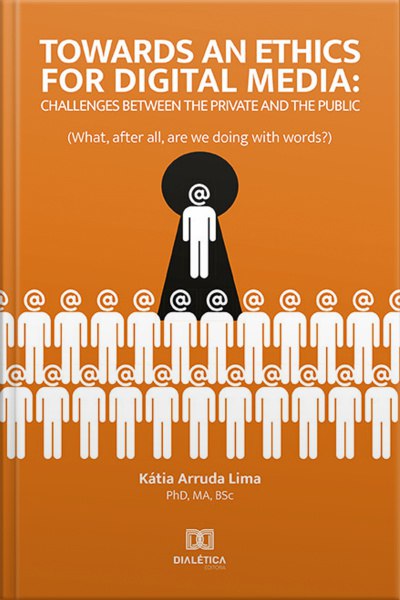 TOWARDS AN ETHICS
FOR DIGITAL MEDIA:
CHALLENGES BETWEEN THE PRIVATE AND THE PUBLIC
(What, after all, are we doing with words?)
@
@ @ @ @ @ @ @ @ @ @ @
@ @ @ @ @ @ @ @ @ @
Kátia Arruda Lima
PhD, MA, BSc
DIALÉTICA
EDITORA